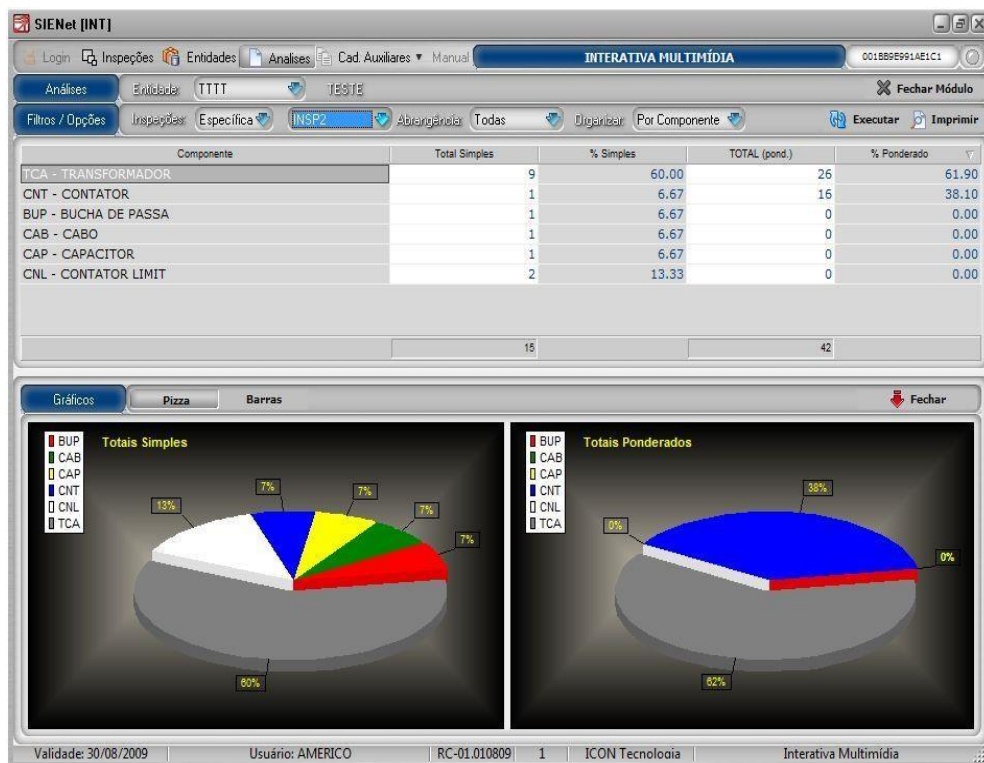 SIENet [INT]
Login Inspeções Entidades Analises Cad. Auxiliares Manual INTERATIVA MULTIMÍDIA 001BB9E991AE1C1
Análises Entidade: TTTT TESTE Fechar Módulo
Filtros / Opções Inspeções: Específica INSP2 Abrangência: Todas Organizar: Por Componente Executar Imprimir
Componente Total Simples % Simples TOTAL (pond.) % Ponderado
TCA - TRANSFORMADOR 9 60.00 26 61.90
CNT - CONTATOR 1 6.67 16 38.10
BUP - BUCHA DE PASSA 1 6.67 0 0.00
CAB - CABO 1 6.67 0 0.00
CAP - CAPACITOR 1 6.67 0 0.00
CNL - CONTATOR LIMIT 2 13.33 0 0.00
15 42
Gráficos Pizza Barras Fechar
BUP
CAB
CAP
CNT
CNL
TCA
Totais Simples
13%
7%
7%
7%
7%
60%
BUP
CAB
CAP
CNT
CNL
TCA
Totais Ponderados
0%
38%
0%
62%
Validade: 30/08/2009 Usuário: AMERICO RC-01.010809 1 ICON Tecnologia Interativa Multimídia